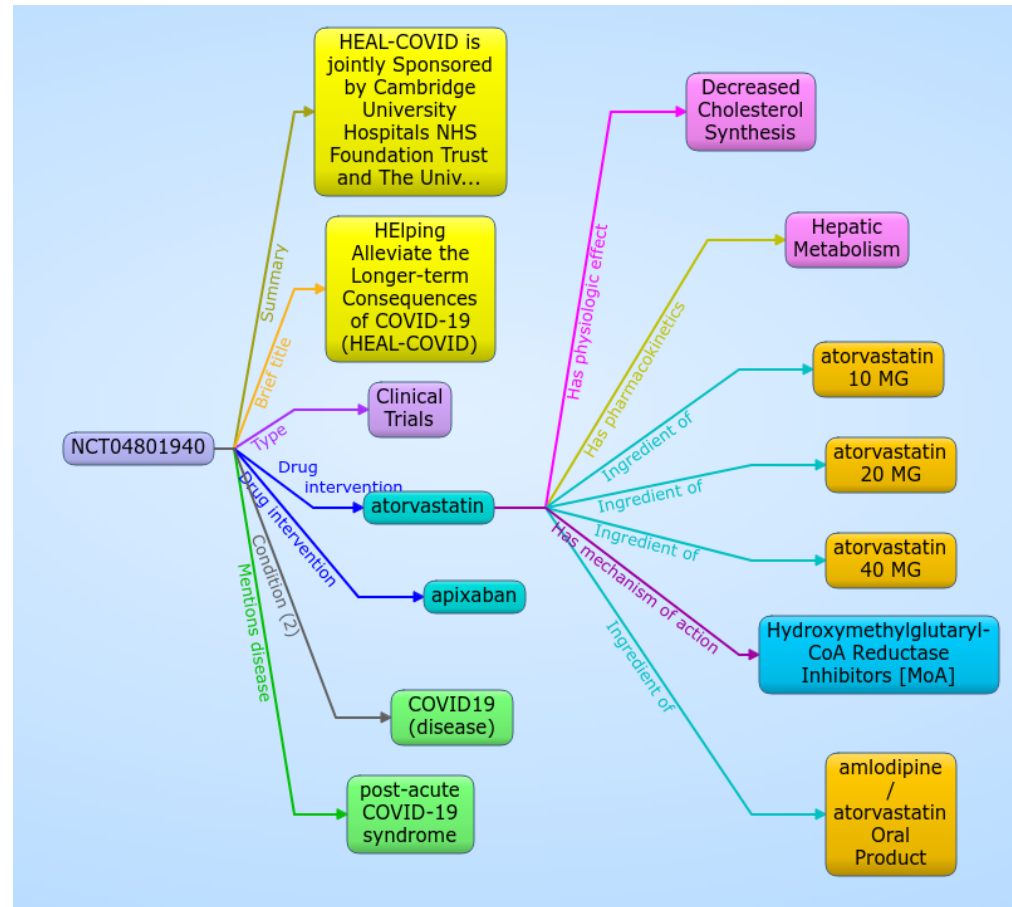 HEAL-COVID is
jointly Sponsored
by Cambridge
University
Hospitals NHS
Foundation Trust
and The Univ...
HElping
Alleviate the
Longer-term
Consequences
of COVID-19
(HEAL-COVID)
Clinical
Trials
NCT04801940
Summary
Brief title
Type
Drug
intervention
Drug intervention
Condition (2)
Mentions disease
atorvastatin
apixaban
COVID19
(disease)
post-acute
COVID-19
syndrome
Has physiologic effect
Has pharmacokinetics
Ingredient of
Ingredient of
Ingredient of
Has mechanism of action
Ingredient of
Decreased
Cholesterol
Synthesis
Hepatic
Metabolism
atorvastatin
10 MG
atorvastatin
20 MG
atorvastatin
40 MG
Hydroxymethylglutaryl-
CoA Reductase
Inhibitors [MoA]
amlodipine
/
atorvastatin
Oral
Product